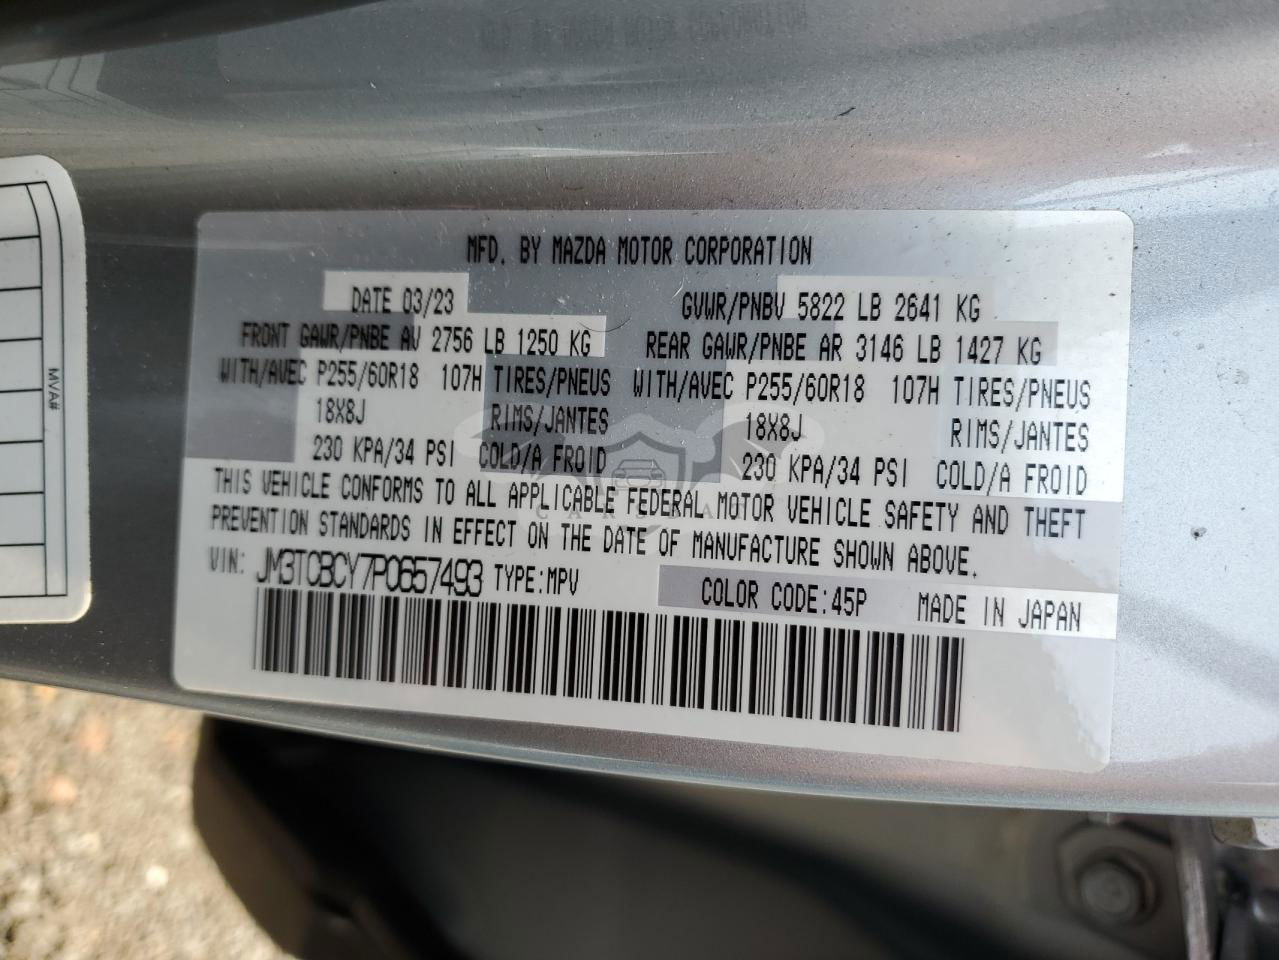 MFD. BY MAZDA MOTOR CORPORATION
DATE 03/23 GVWR/PNBV 5822 LB 2641 KG
FRONT GAWR/PNBE AV 2756 LB 1250 KG REAR GAWR/PNBE AR 3146 LB 1427 KG
WITH/AVEC P255/60R18 107H TIRES/PNEUS WITH/AVEC P255/60R18 107H TIRES/PNEUS
18X8J RIMS/JANTES 18X8J RIMS/JANTES
230 KPA/34 PSI COLD/A FROID 230 KPA/34 PSI COLD/A FROID
THIS VEHICLE CONFORMS TO ALL APPLICABLE FEDERAL MOTOR VEHICLE SAFETY AND THEFT
PREVENTION STANDARDS IN EFFECT ON THE DATE OF MANUFACTURE SHOWN ABOVE.
VIN: JM3TCBCY7P0657493 TYPE:MPV COLOR CODE:45P MADE IN JAPAN
MVA#